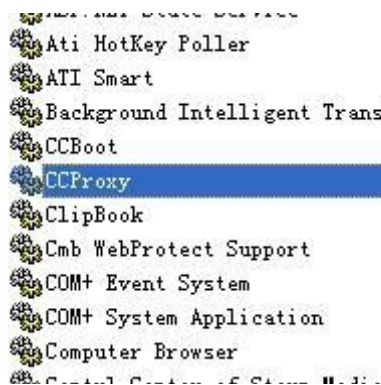 Ati HotKey Poller
ATI Smart
Background Intelligent Trans
CCBoot
CCProxy
ClipBook
Cmb WebProtect Support
COM+ Event System
COM+ System Application
Computer Browser